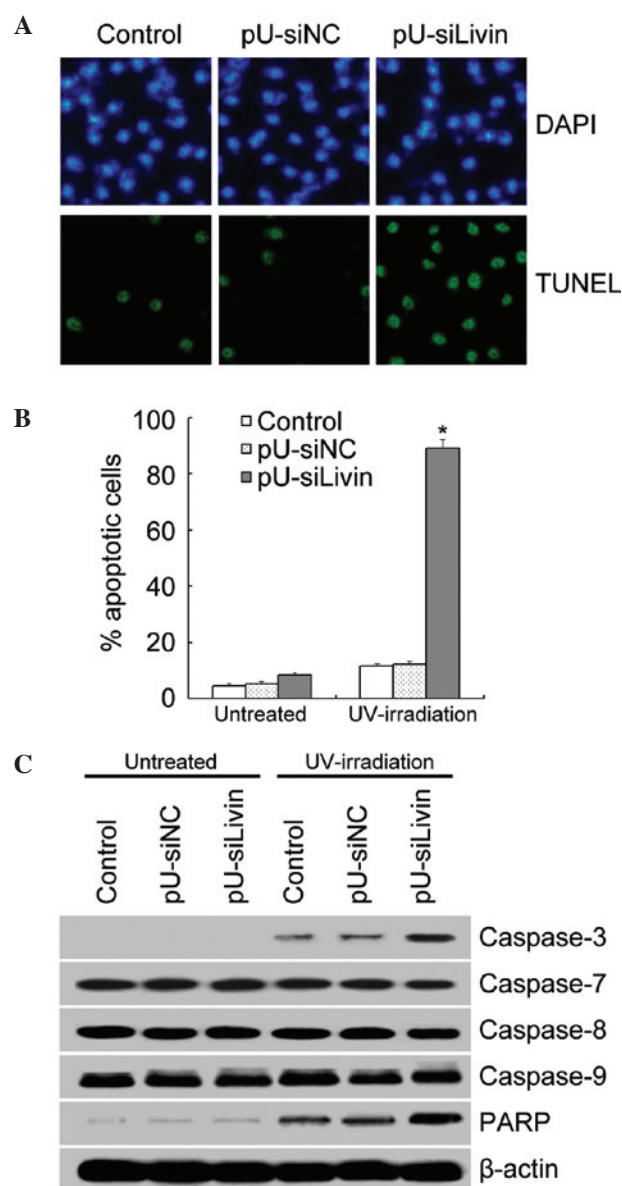 A
Control pU-siNC pU-siLivin
DAPI
TUNEL
B
100
80
60
40
20
0
% apoptotic cells
Control
pU-siNC
pU-siLivin
*
Untreated UV-irradiation
C
Untreated UV-irradiation
Control pU-siNC pU-siLivin Control pU-siNC pU-siLivin
Caspase-3
Caspase-7
Caspase-8
Caspase-9
PARP
β-actin